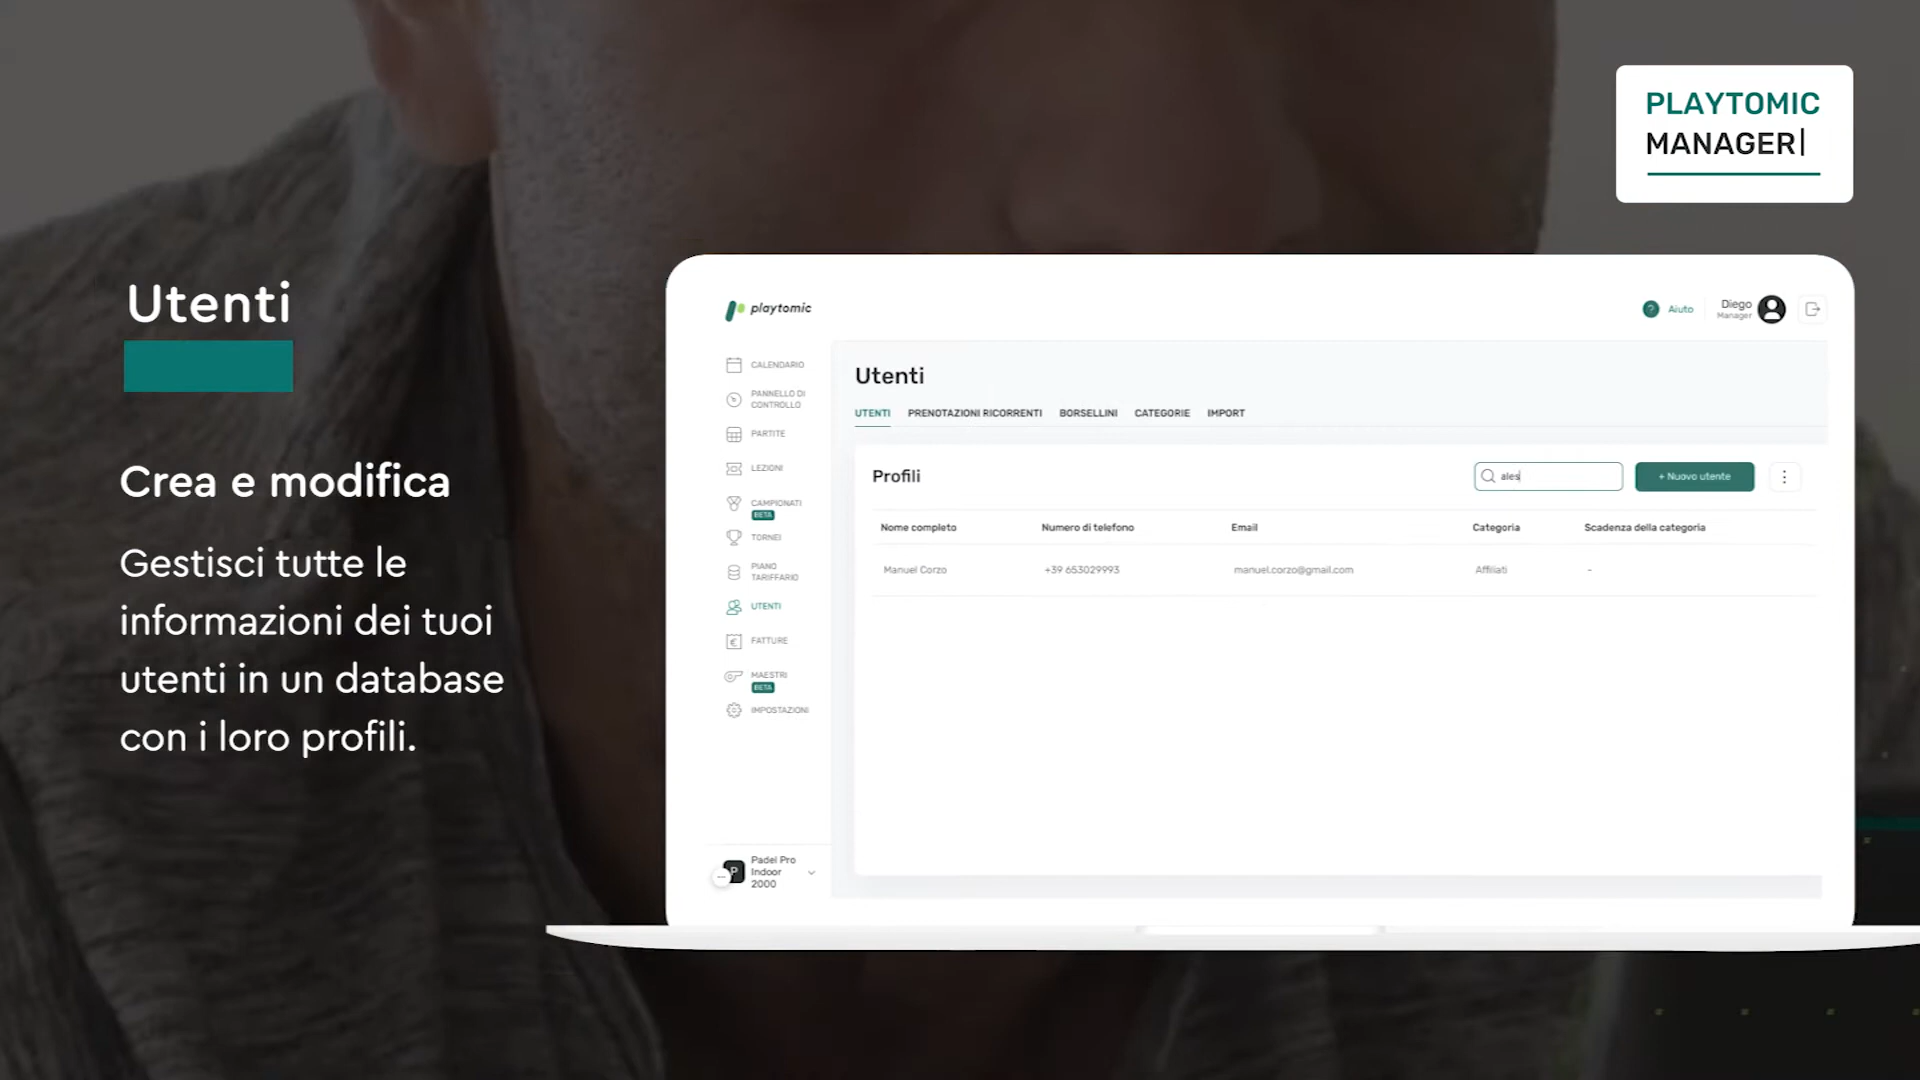 PLAYTOMIC
MANAGER|
Utenti
Crea e modifica
Gestisci tutte le
informazioni dei tuoi
utenti in un database
con i loro profili.
playtomic
? Aiuto
Diego
Manager
CALENDARIO
PANNELLO DI
CONTROLLO
PARTITE
LEZIONI
CAMPIONATI
BETA
TORNEI
PIANO
TARIFFARIO
UTENTI
FATTURE
MAESTRI
BETA
IMPOSTAZIONI
P
Padel Pro
Indoor
2000
Utenti
UTENTI PRENOTAZIONI RICORRENTI BORSELLINI CATEGORIE IMPORT
Profili
ales
+ Nuovo utente
Nome completo Numero di telefono Email Categoria Scadenza della categoria
Manuel Corzo +39 653029993 manuel.corzo@gmail.com Affiliati -